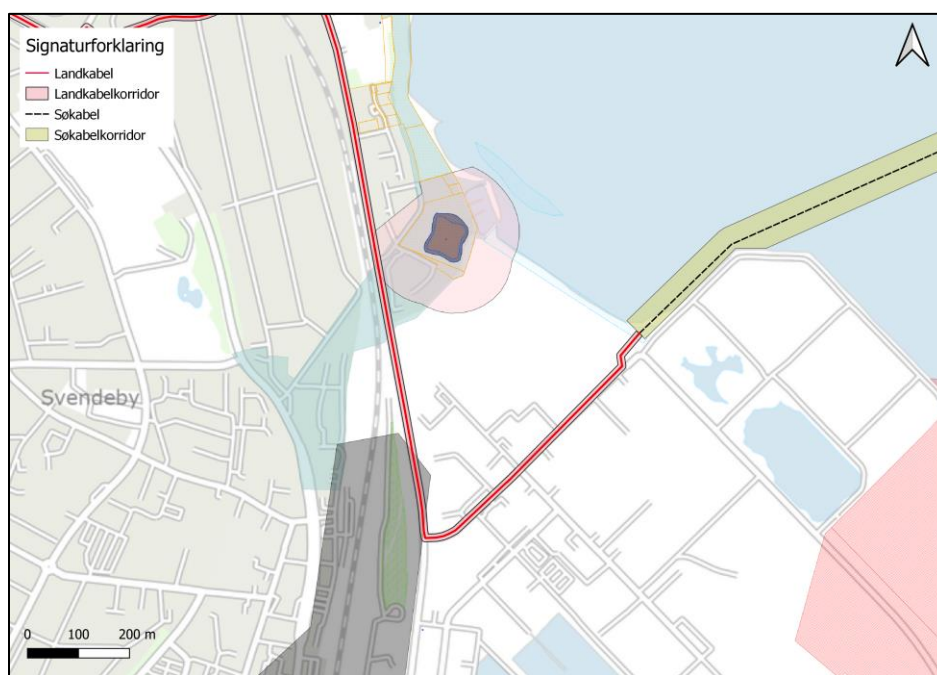 Signaturforklaring
Landkabel
Landkabelkorridor
Søkabel
Søkabelkorridor
Svendeby
0 100 200 m